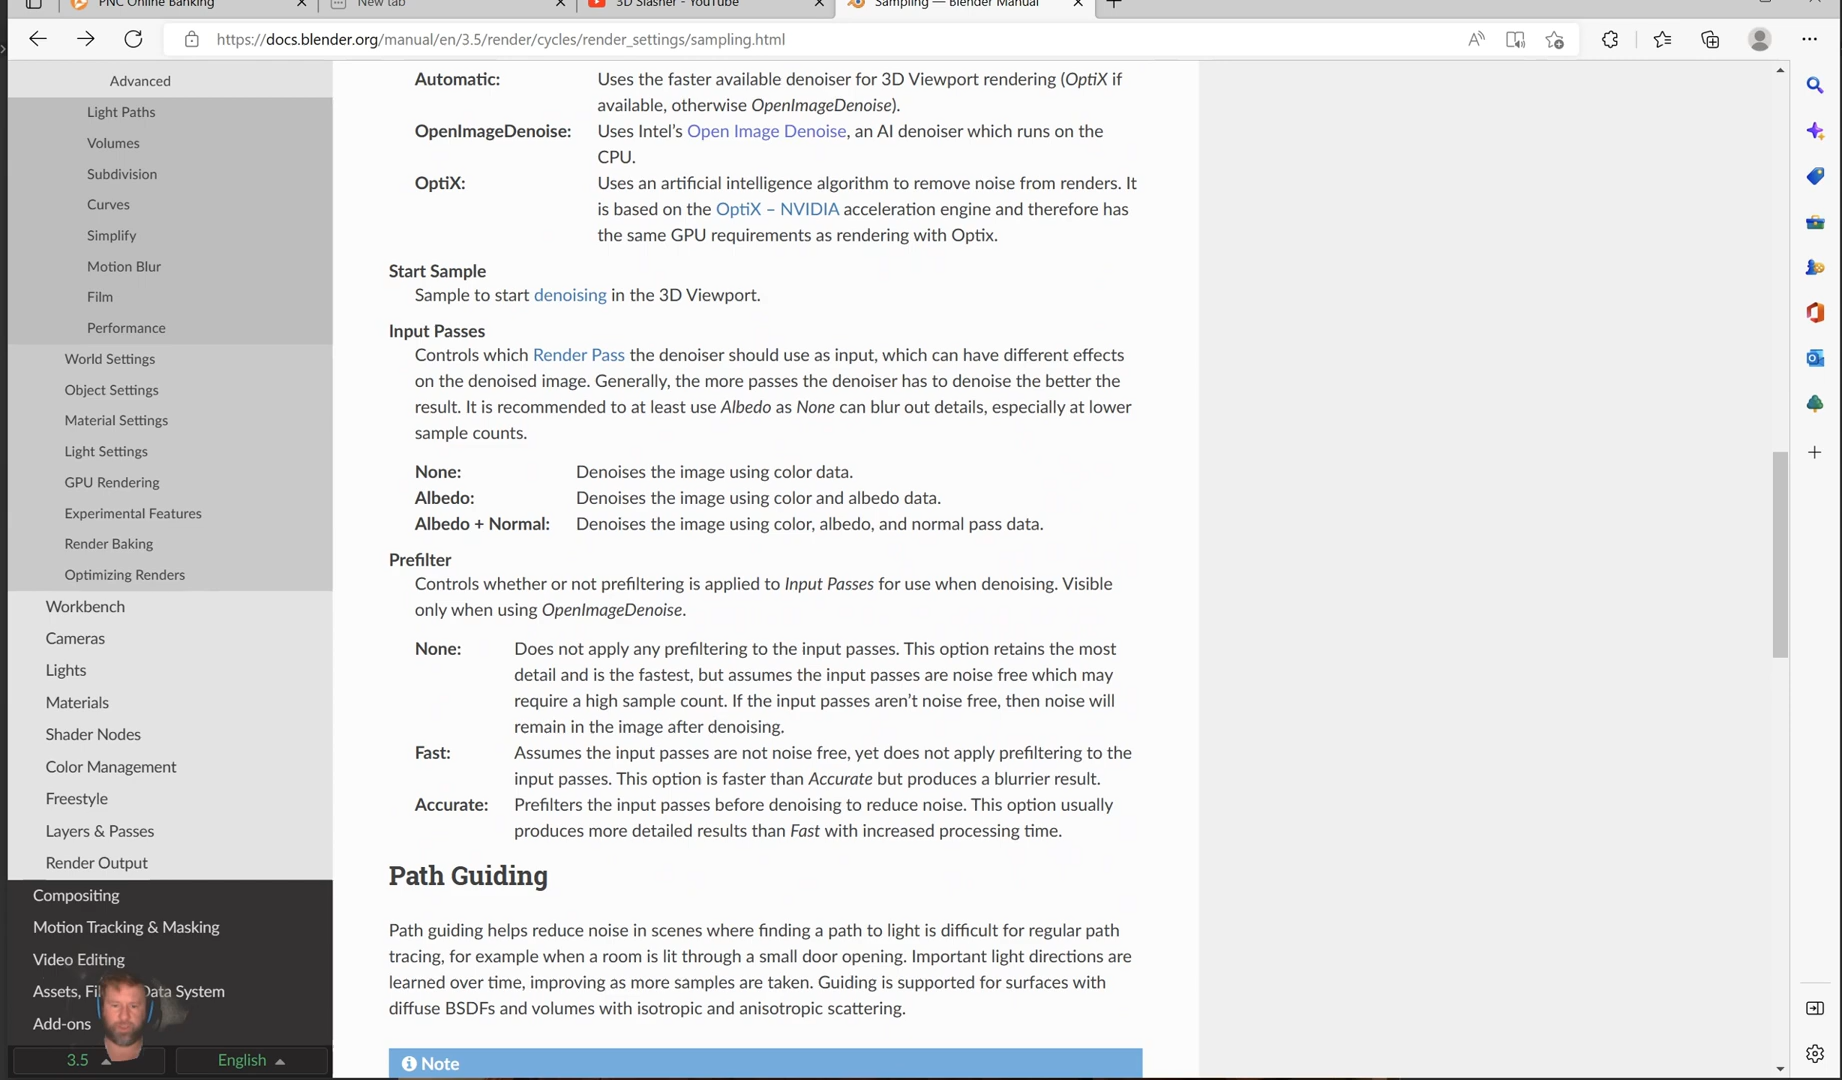 PNC Online Banking
New tab
3D Slasher - YouTube
Sampling — Blender Manual
https://docs.blender.org/manual/en/3.5/render/cycles/render_settings/sampling.html
Advanced
Light Paths
Volumes
Subdivision
Curves
Simplify
Motion Blur
Film
Performance
World Settings
Object Settings
Material Settings
Light Settings
GPU Rendering
Experimental Features
Render Baking
Optimizing Renders
Workbench
Cameras
Lights
Materials
Shader Nodes
Color Management
Freestyle
Layers & Passes
Render Output
Compositing
Motion Tracking & Masking
Video Editing
Assets, Fi Data System
Add-ons
3.5
English
Automatic: Uses the faster available denoiser for 3D Viewport rendering (OptiX if
available, otherwise OpenImageDenoise).
OpenImageDenoise: Uses Intel's Open Image Denoise, an AI denoiser which runs on the
CPU.
OptiX: Uses an artificial intelligence algorithm to remove noise from renders. It
is based on the OptiX – NVIDIA acceleration engine and therefore has
the same GPU requirements as rendering with Optix.
Start Sample
Sample to start denoising in the 3D Viewport.
Input Passes
Controls which Render Pass the denoiser should use as input, which can have different effects
on the denoised image. Generally, the more passes the denoiser has to denoise the better the
result. It is recommended to at least use Albedo as None can blur out details, especially at lower
sample counts.
None: Denoises the image using color data.
Albedo: Denoises the image using color and albedo data.
Albedo + Normal: Denoises the image using color, albedo, and normal pass data.
Prefilter
Controls whether or not prefiltering is applied to Input Passes for use when denoising. Visible
only when using OpenImageDenoise.
None: Does not apply any prefiltering to the input passes. This option retains the most
detail and is the fastest, but assumes the input passes are noise free which may
require a high sample count. If the input passes aren't noise free, then noise will
remain in the image after denoising.
Fast: Assumes the input passes are not noise free, yet does not apply prefiltering to the
input passes. This option is faster than Accurate but produces a blurrier result.
Accurate: Prefilters the input passes before denoising to reduce noise. This option usually
produces more detailed results than Fast with increased processing time.
Path Guiding
Path guiding helps reduce noise in scenes where finding a path to light is difficult for regular path
tracing, for example when a room is lit through a small door opening. Important light directions are
learned over time, improving as more samples are taken. Guiding is supported for surfaces with
diffuse BSDFs and volumes with isotropic and anisotropic scattering.
Note